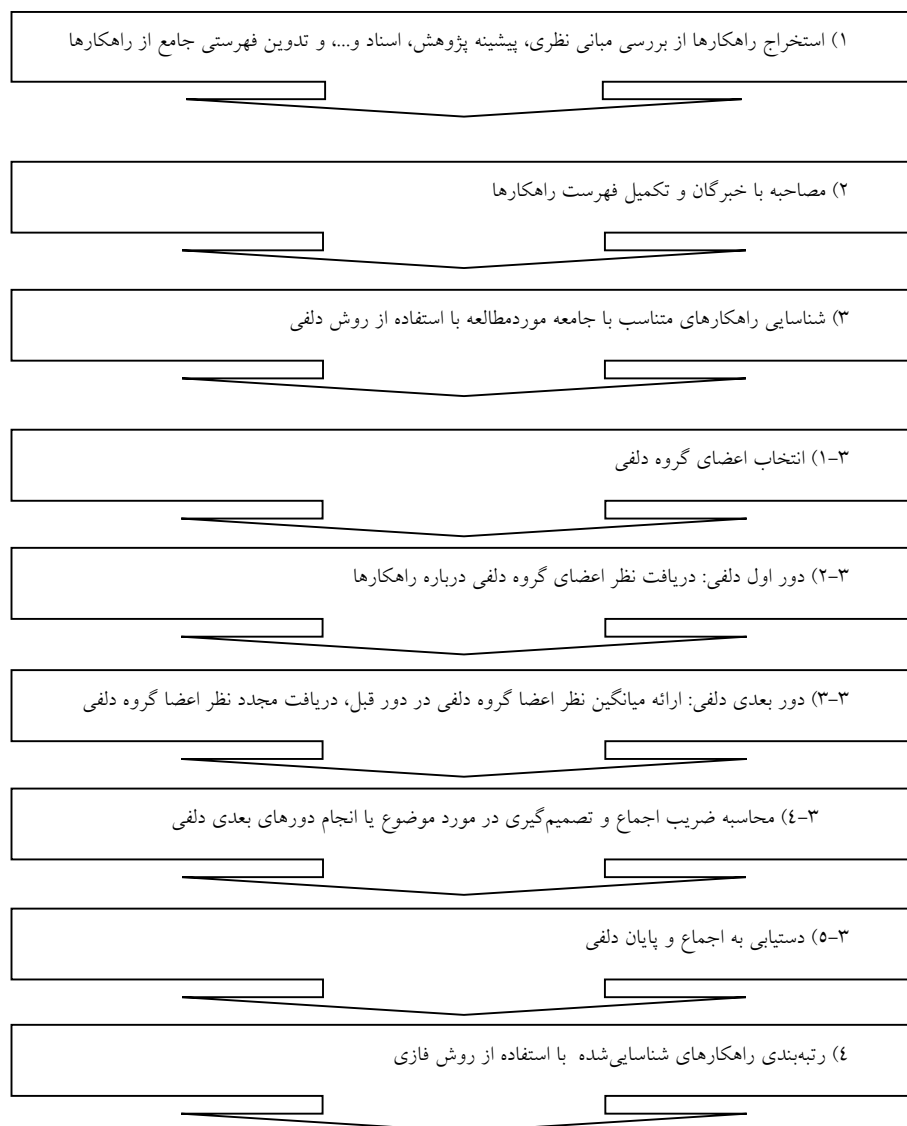 ۱) استخراج راهکارها از بررسی مبانی نظری، پیشینه پژوهش، اسناد و...، و تدوین فهرستی جامع از راهکارها
۲) مصاحبه با خبرگان و تکمیل فهرست راهکارها
۳) شناسایی راهکارهای متناسب با جامعه موردمطالعه با استفاده از روش دلفی
۳-۱) انتخاب اعضای گروه دلفی
۳-۲) دور اول دلفی: دریافت نظر اعضای گروه دلفی درباره راهکارها
۳-۳) دور بعدی دلفی: ارائه میانگین نظر اعضا گروه دلفی در دور قبل، دریافت مجدد نظر اعضا گروه دلفی
۳-٤) محاسبه ضریب اجماع و تصمیم‌گیری در مورد موضوع یا انجام دورهای بعدی دلفی
۳-٥) دستیابی به اجماع و پایان دلفی
٤) رتبه‌بندی راهکارهای شناسایی‌شده با استفاده از روش فازی